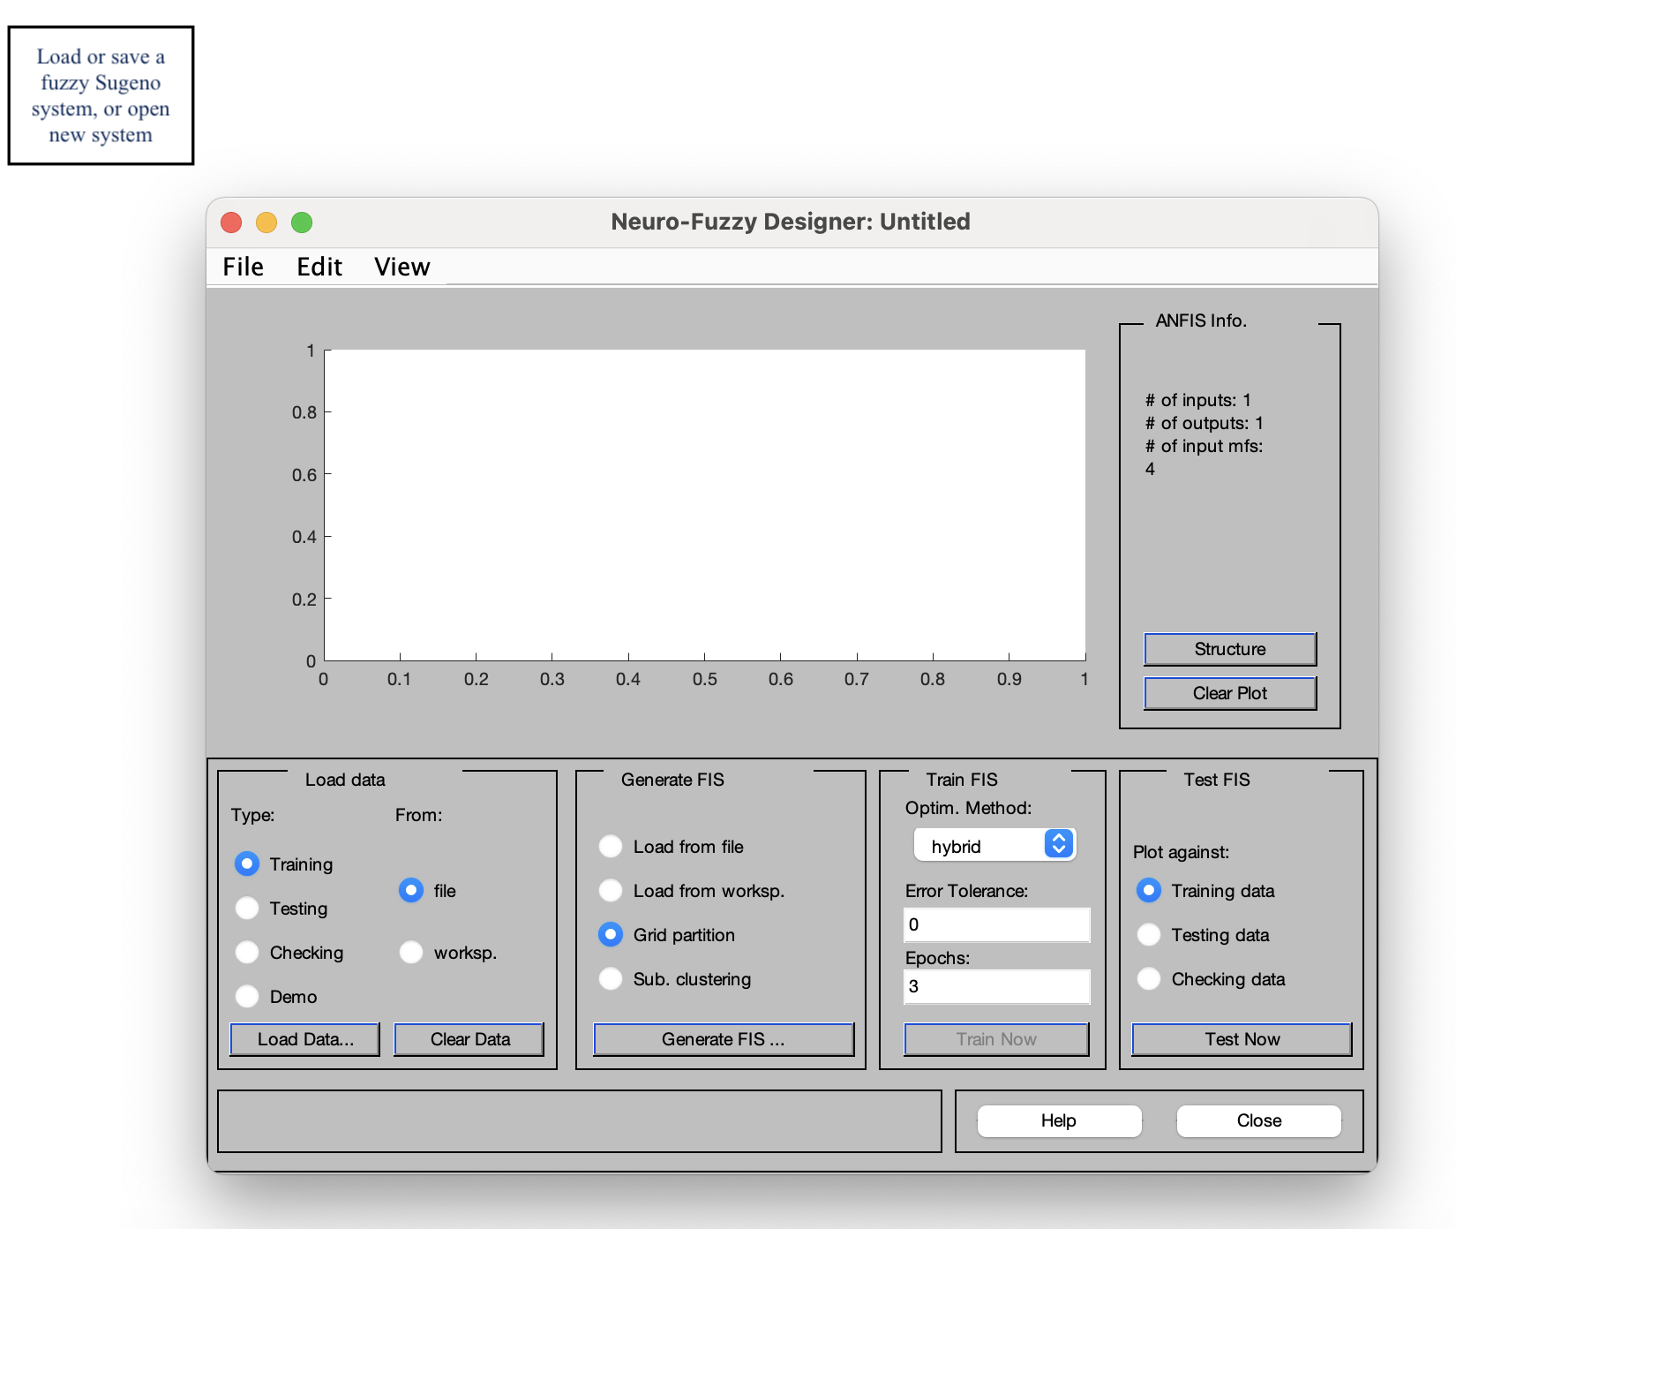 Load or save a
fuzzy Sugeno
system, or open
new system
Neuro-Fuzzy Designer: Untitled
File Edit View
ANFIS Info.
1
0.8
0.6
0.4
0.2
0
0 0.1 0.2 0.3 0.4 0.5 0.6 0.7 0.8 0.9 1
# of inputs: 1
# of outputs: 1
# of input mfs:
4
Structure
Clear Plot
Load data
Type: From:
Training
file
Testing
Checking
worksp.
Demo
Load Data... Clear Data
Generate FIS
Load from file
Load from worksp.
Grid partition
Sub. clustering
Generate FIS ...
Train FIS
Optim. Method:
hybrid
Error Tolerance:
0
Epochs:
3
Train Now
Test FIS
Plot against:
Training data
Testing data
Checking data
Test Now
Help Close